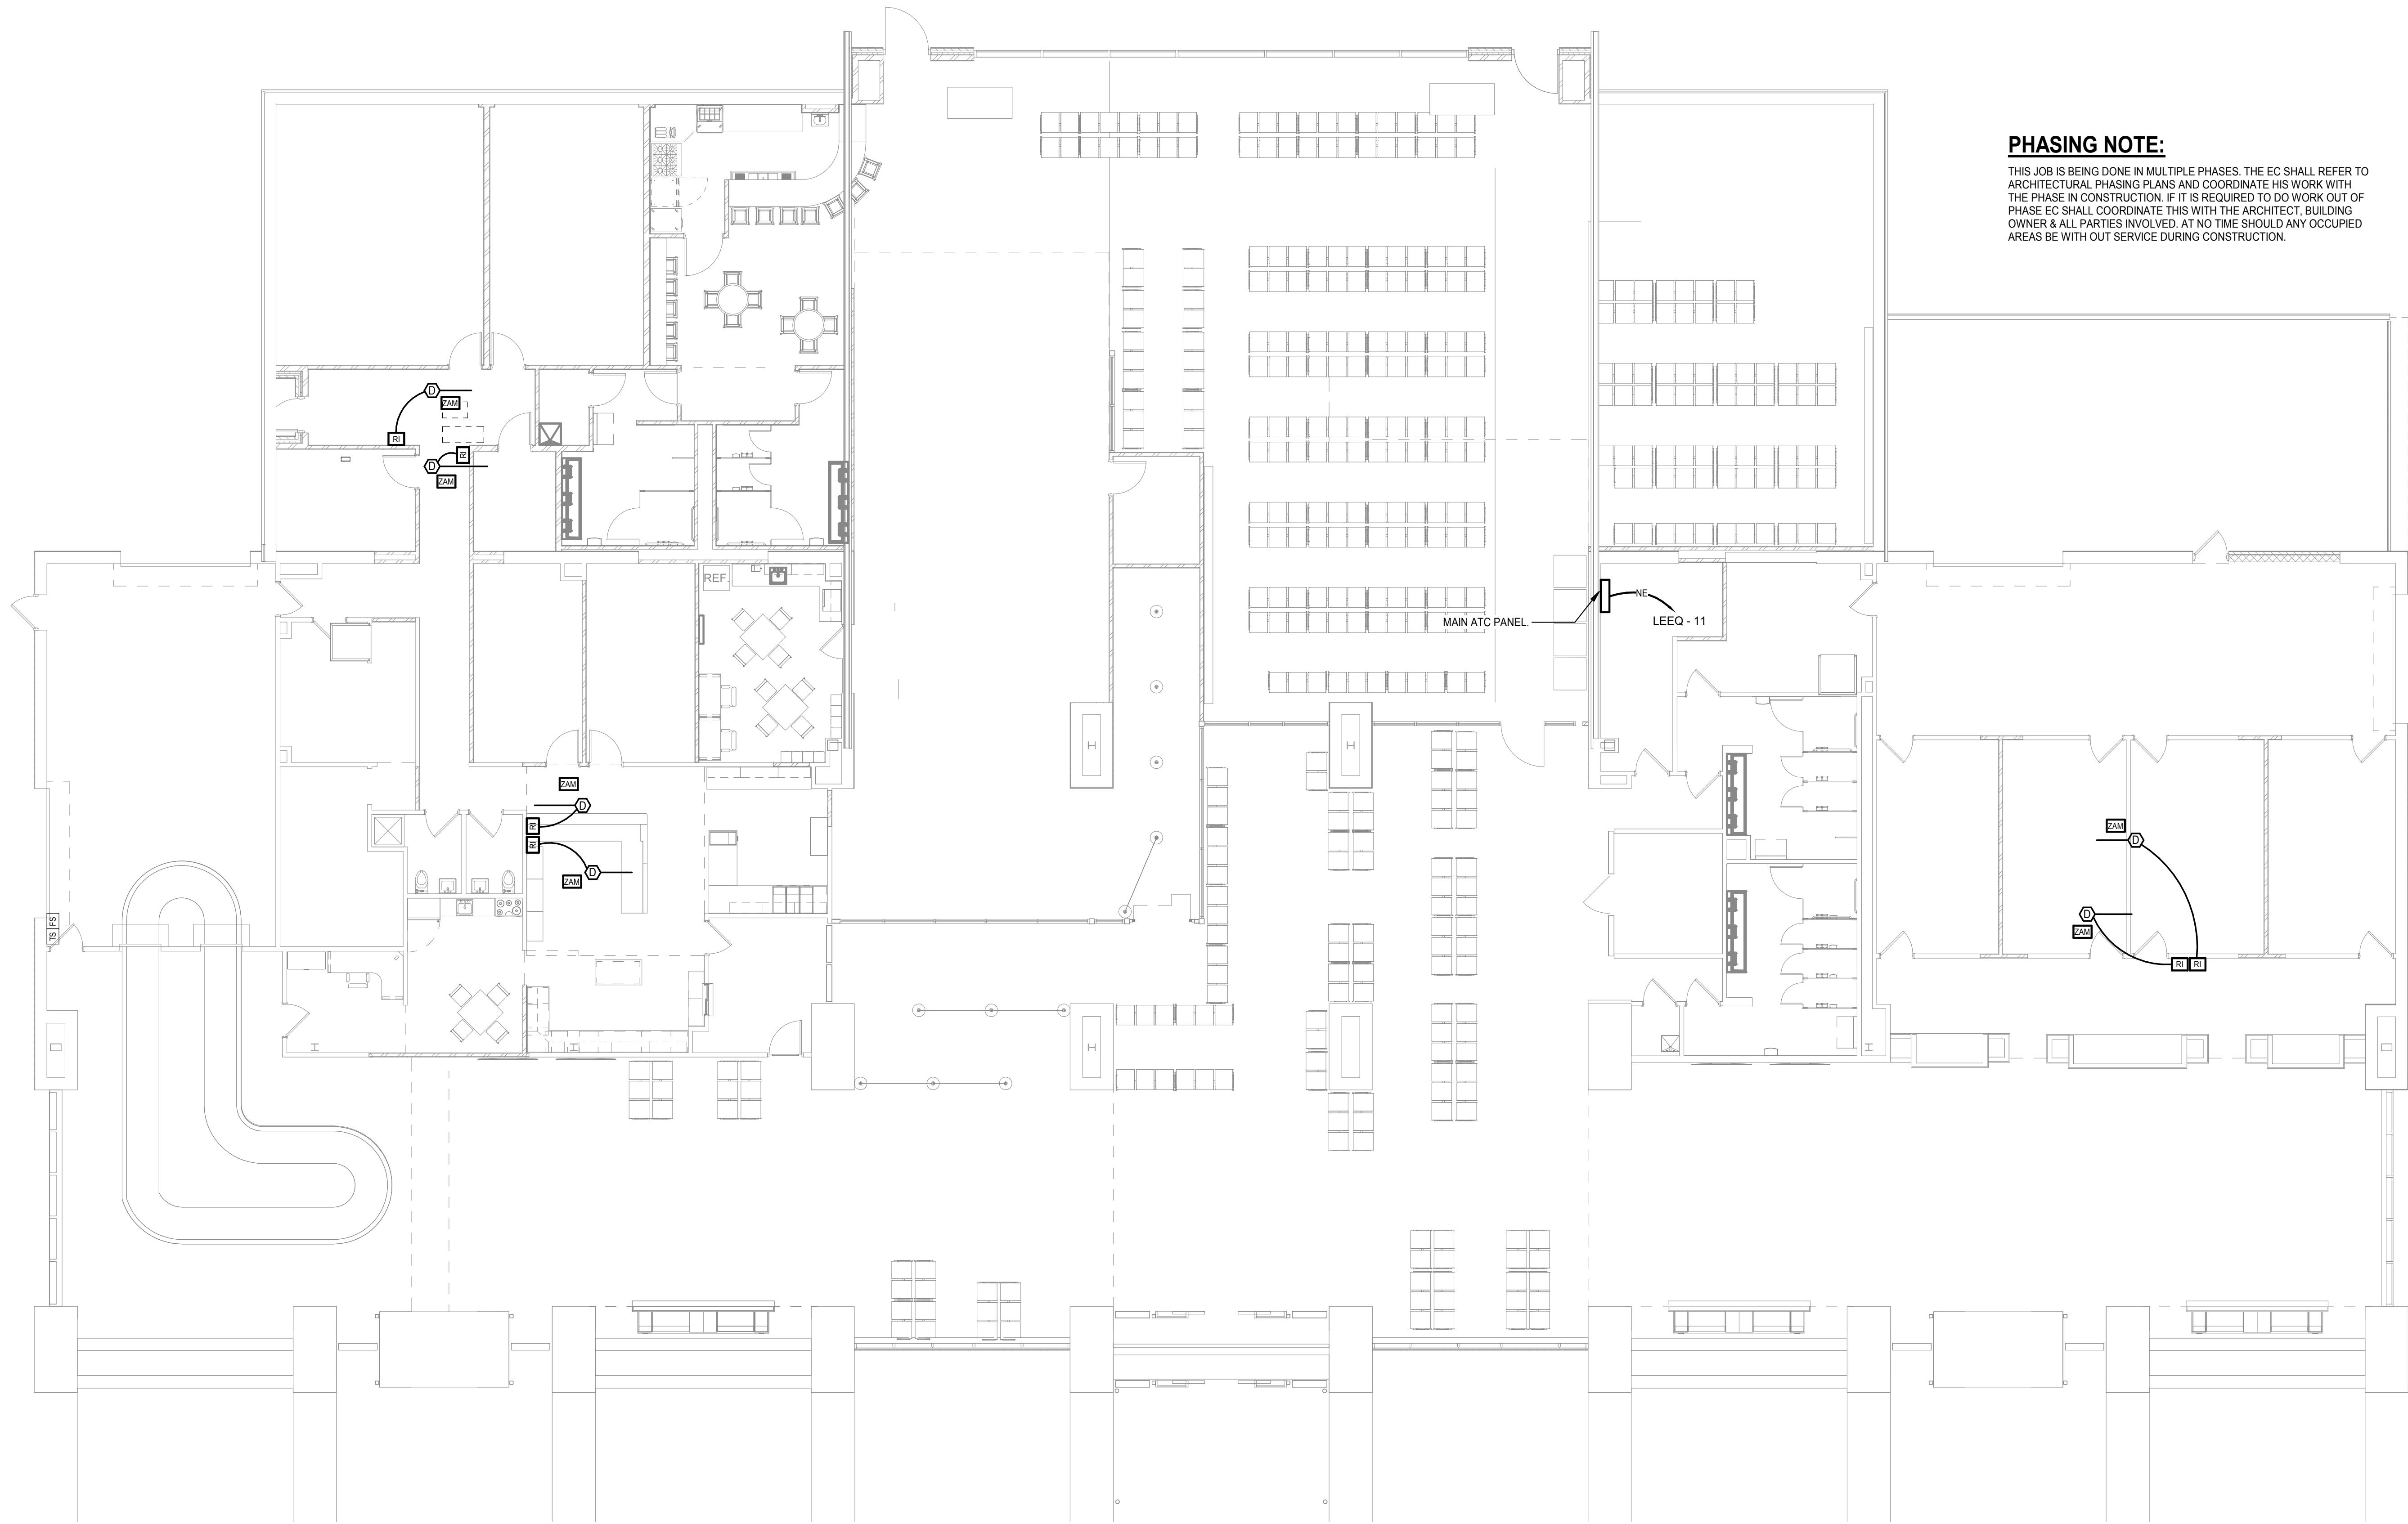 PHASING NOTE:
THIS JOB IS BEING DONE IN MULTIPLE PHASES. THE EC SHALL REFER TO
ARCHITECTURAL PHASING PLANS AND COORDINATE HIS WORK WITH
THE PHASE IN CONSTRUCTION. IF IT IS REQUIRED TO DO WORK OUT OF
PHASE EC SHALL COORDINATE THIS WITH THE ARCHITECT, BUILDING
OWNER & ALL PARTIES INVOLVED. AT NO TIME SHOULD ANY OCCUPIED
AREAS BE WITH OUT SERVICE DURING CONSTRUCTION.
D
ZAM
RI
RI
D
ZAM
REF.
NE
MAIN ATC PANEL.
LEEQ - 11
ZAM
D
RI
RI
D
ZAM
ZAM
D
D
ZAM
RI
RI
FS
TS